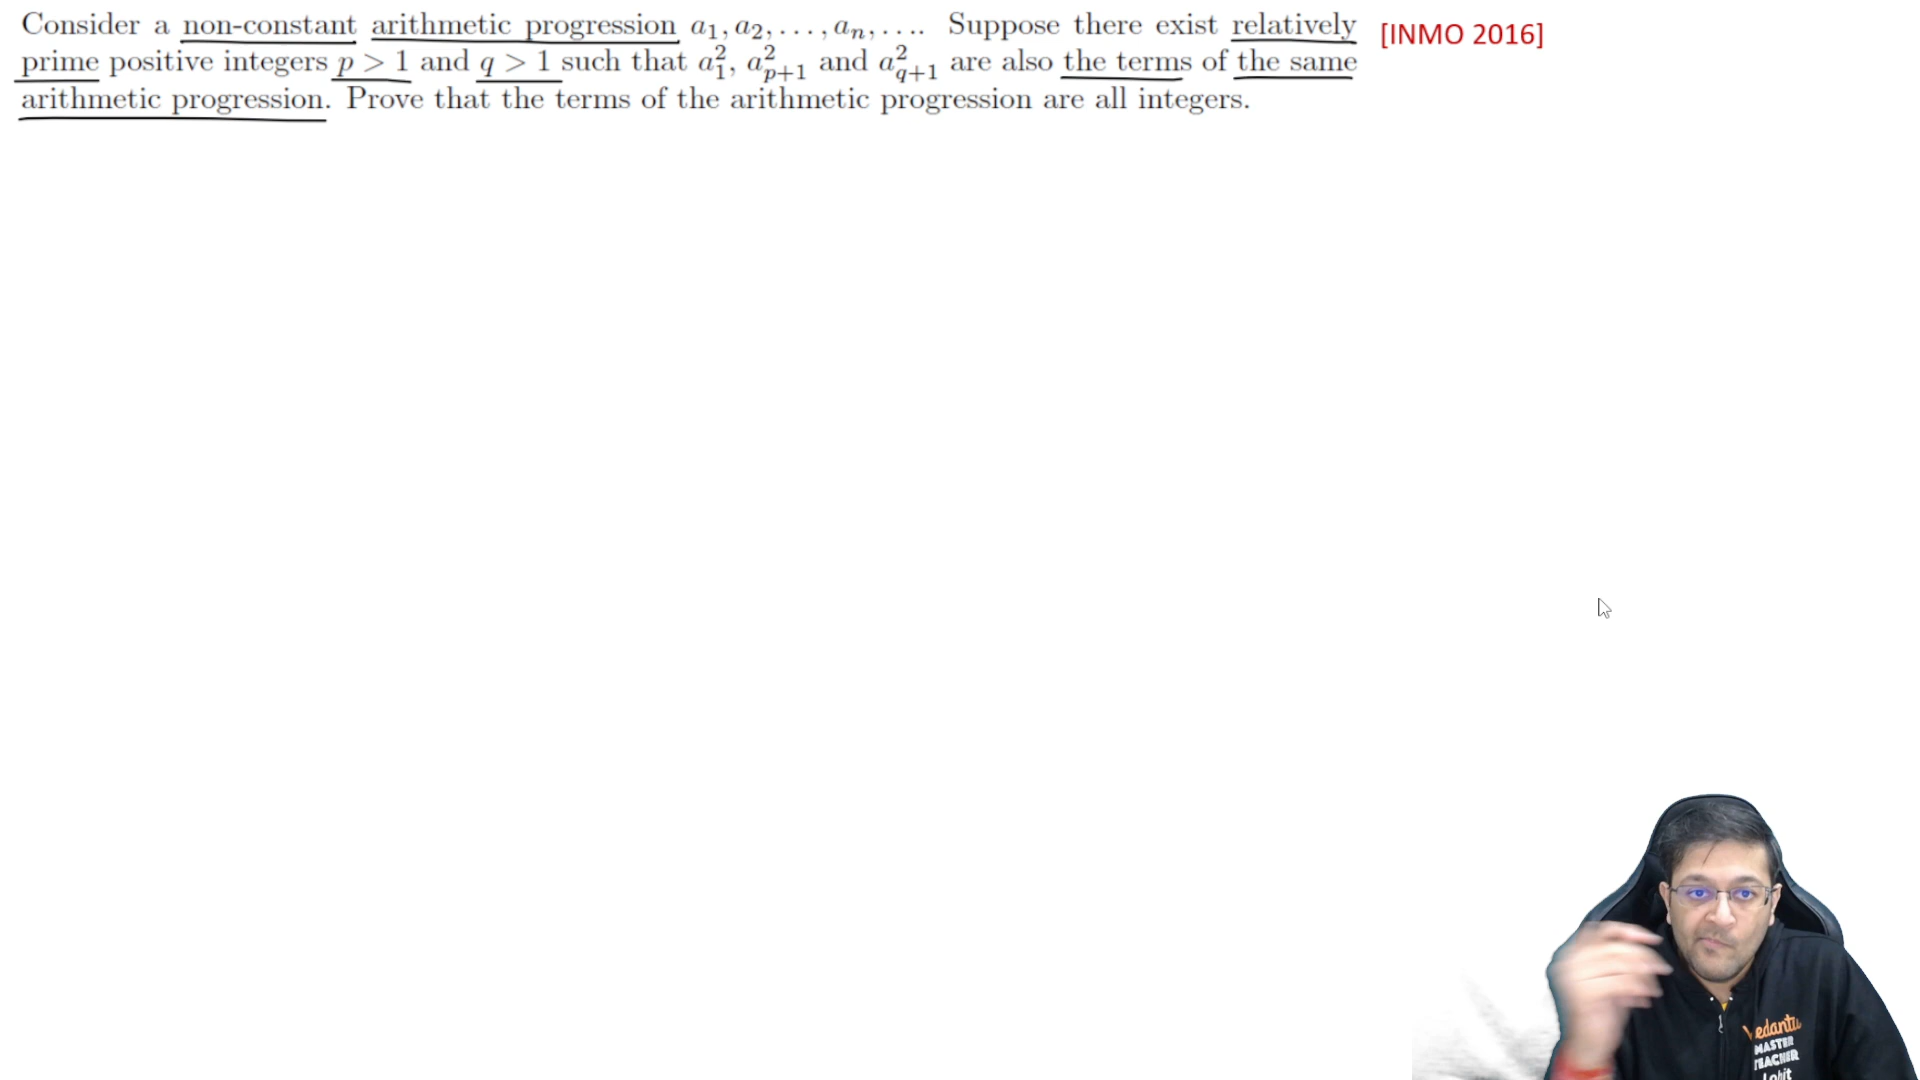 Consider a non-constant arithmetic progression a₁, a₂, . . . , aₙ, . . .. Suppose there exist relatively [INMO 2016]
prime positive integers p > 1 and q > 1 such that a₁², a²ₚ₊₁ and a²_{q+1} are also the terms of the same
arithmetic progression. Prove that the terms of the arithmetic progression are all integers.
Vedantu
MASTER
TEACHER
Lohit